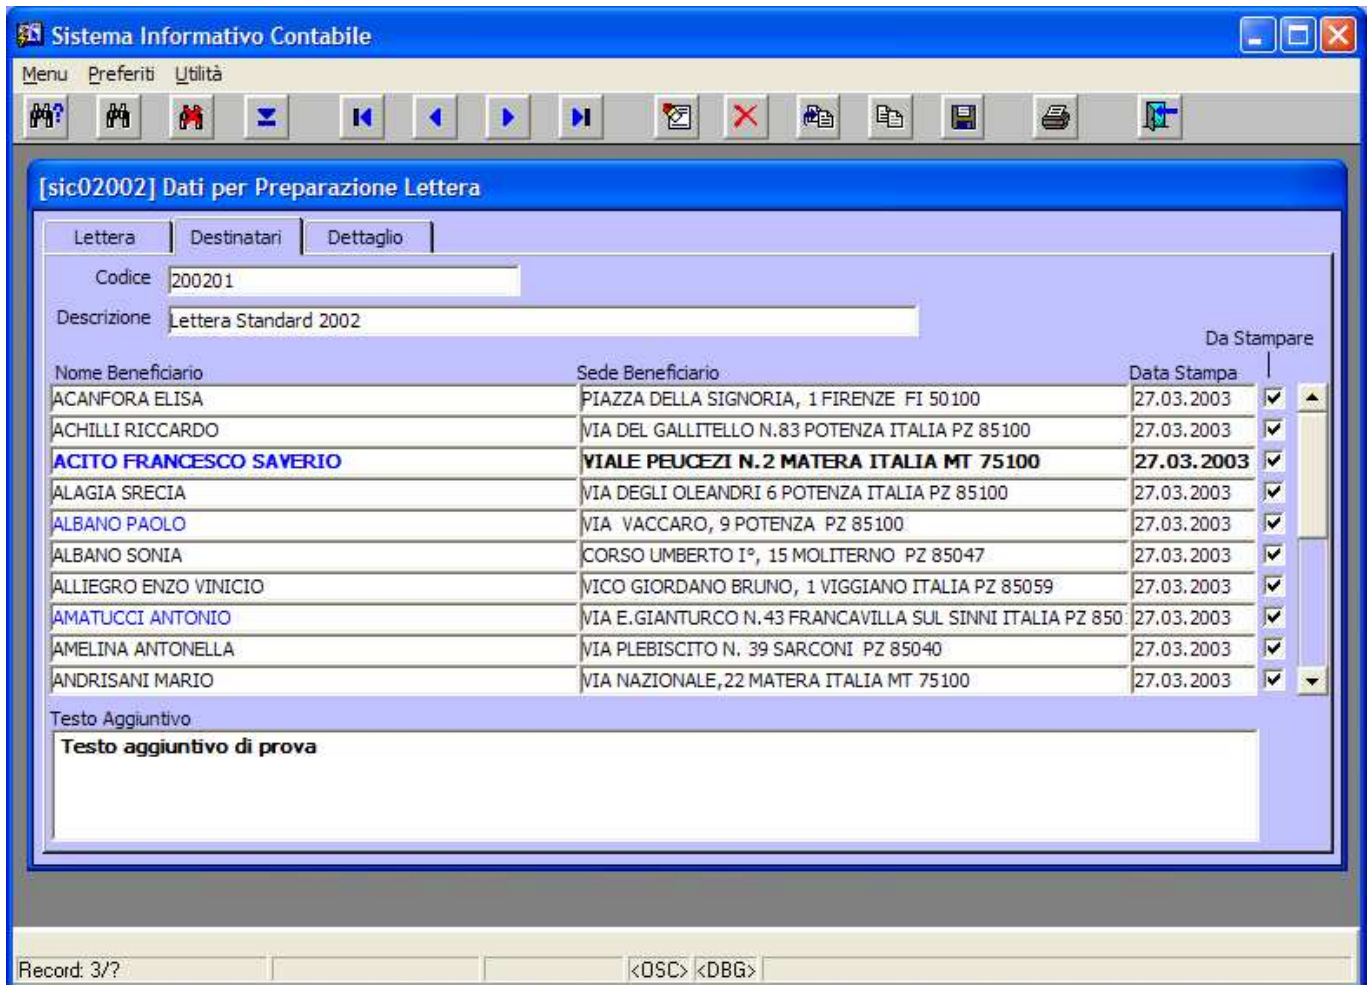 Sistema Informativo Contabile
Menu Preferiti Utilità
[sic02002] Dati per Preparazione Lettera
Lettera Destinatari Dettaglio
Codice 200201
Descrizione Lettera Standard 2002
Da Stampare
Nome Beneficiario Sede Beneficiario Data Stampa
ACANFORA ELISA PIAZZA DELLA SIGNORIA, 1 FIRENZE FI 50100 27.03.2003
ACHILLI RICCARDO VIA DEL GALLITELLO N.83 POTENZA ITALIA PZ 85100 27.03.2003
ACITO FRANCESCO SAVERIO VIALE PEUCEZI N.2 MATERA ITALIA MT 75100 27.03.2003
ALAGIA SRECIA VIA DEGLI OLEANDRI 6 POTENZA ITALIA PZ 85100 27.03.2003
ALBANO PAOLO VIA VACCARO, 9 POTENZA PZ 85100 27.03.2003
ALBANO SONIA CORSO UMBERTO I°, 15 MOLITERNO PZ 85047 27.03.2003
ALLIEGRO ENZO VINICIO VICO GIORDANO BRUNO, 1 VIGGIANO ITALIA PZ 85059 27.03.2003
AMATUCCI ANTONIO VIA E.GIANTURCO N.43 FRANCAVILLA SUL SINNI ITALIA PZ 850 27.03.2003
AMELINA ANTONELLA VIA PLEBISCITO N. 39 SARCONI PZ 85040 27.03.2003
ANDRISANI MARIO VIA NAZIONALE,22 MATERA ITALIA MT 75100 27.03.2003
Testo Aggiuntivo
Testo aggiuntivo di prova
Record: 3/? <OSC> <DBG>